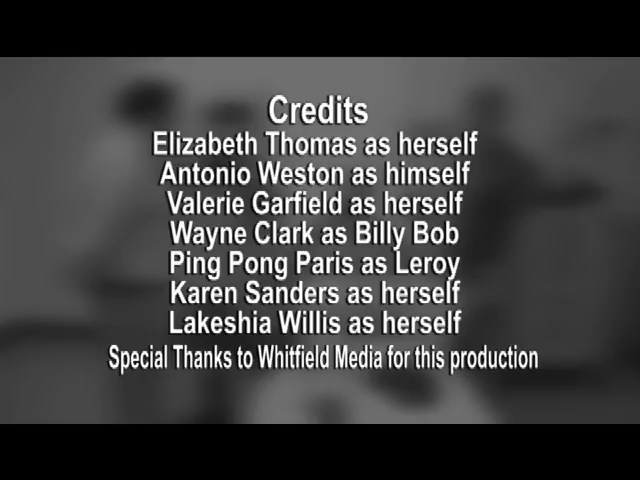 Credits
Elizabeth Thomas as herself
Antonio Weston as himself
Valerie Garfield as herself
Wayne Clark as Billy Bob
Ping Pong Paris as Leroy
Karen Sanders as herself
Lakeshia Willis as herself
Special Thanks to Whitfield Media for this production